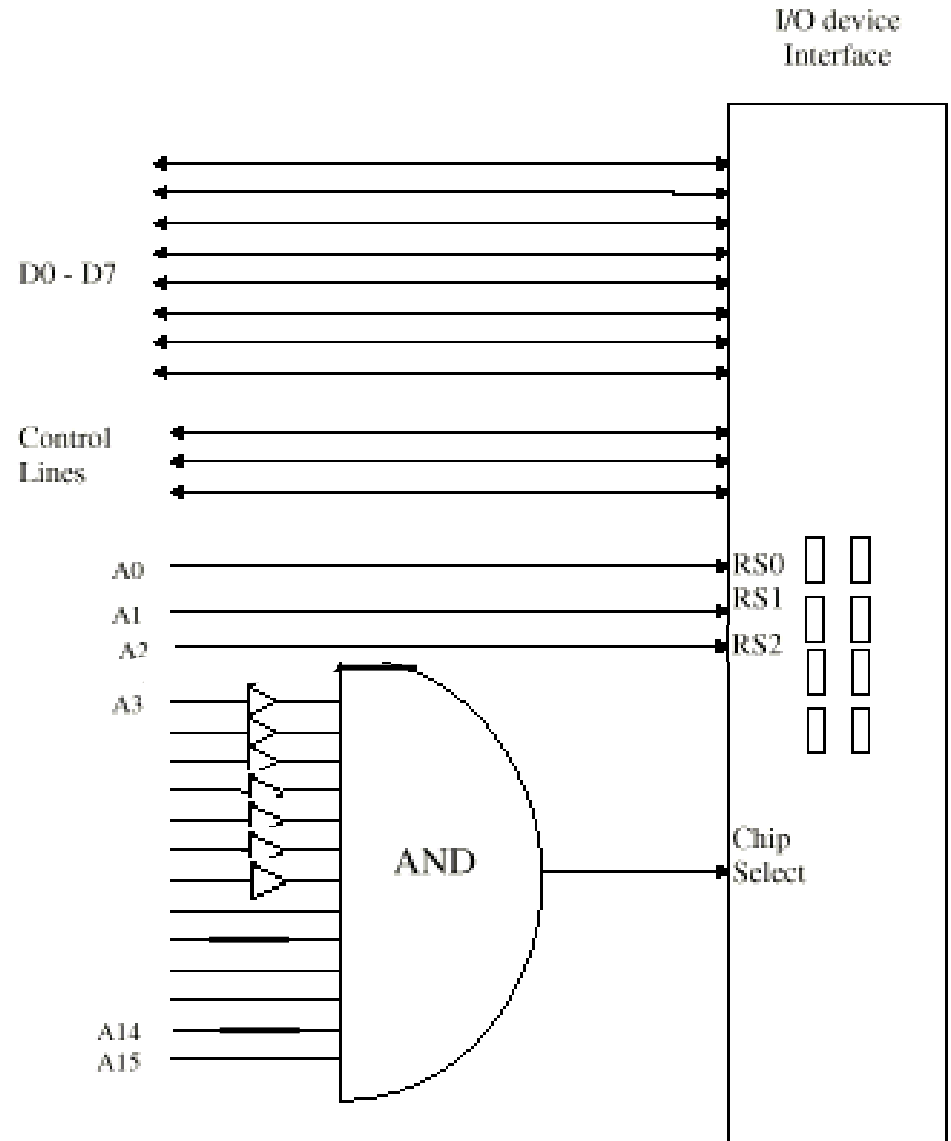 I/O device
Interface
D0 - D7
Control
Lines
A0
RS0
A1
RS1
A2
RS2
A3
AND
Chip
Select
A14
A15